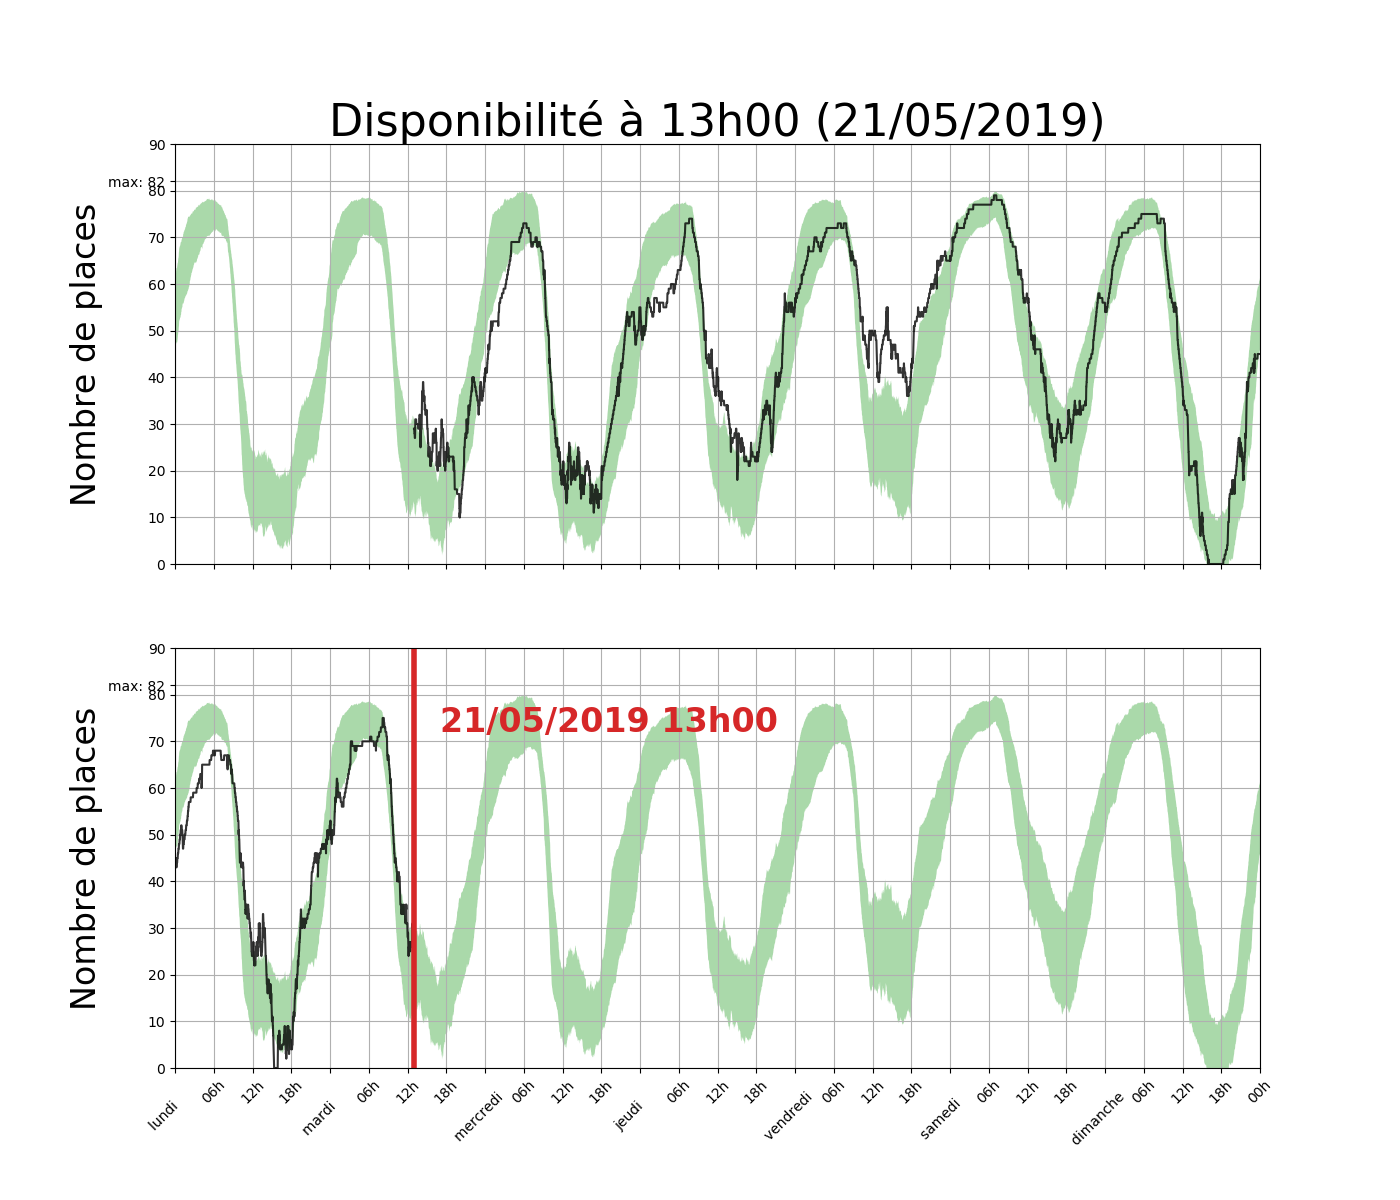 Disponibilité à 13h00 (21/05/2019)
Nombre de places
90
max: 82
80
70
60
50
40
30
20
10
0
Nombre de places
90
max: 82
80
70
60
50
40
30
20
10
0
21/05/2019 13h00
lundi 06h 12h 18h mardi 06h 12h 18h mercredi 06h 12h 18h jeudi 06h 12h 18h vendredi 06h 12h 18h samedi 06h 12h 18h dimanche 06h 12h 18h 00h